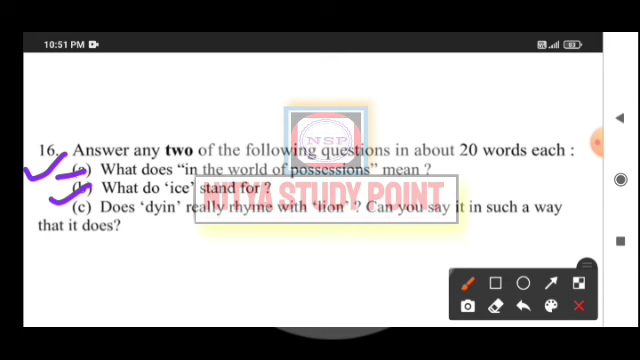 10:51 PM
NSP
16. Answer any two of the following questions in about 20 words each :
(a) What does “in the world of possessions” mean ?
(b) What do ‘ice’ stand for ?
NITYA STUDY POINT
(c) Does ‘dyin’ really rhyme with ‘lion’ ? Can you say it in such a way
that it does?